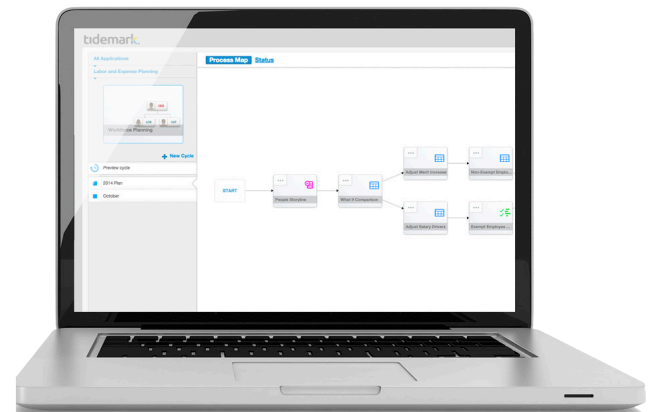 tidemark
All Applications
Labor and Expense Planning
Workforce Planning
New Cycle
Preview cycle
2014 Plan
October
Process Map Status
START
People Storyline
What If Comparison
Adjust Merit Increase
Non Exempt Emplo...
Adjust Salary Drivers
Exempt Employee ...